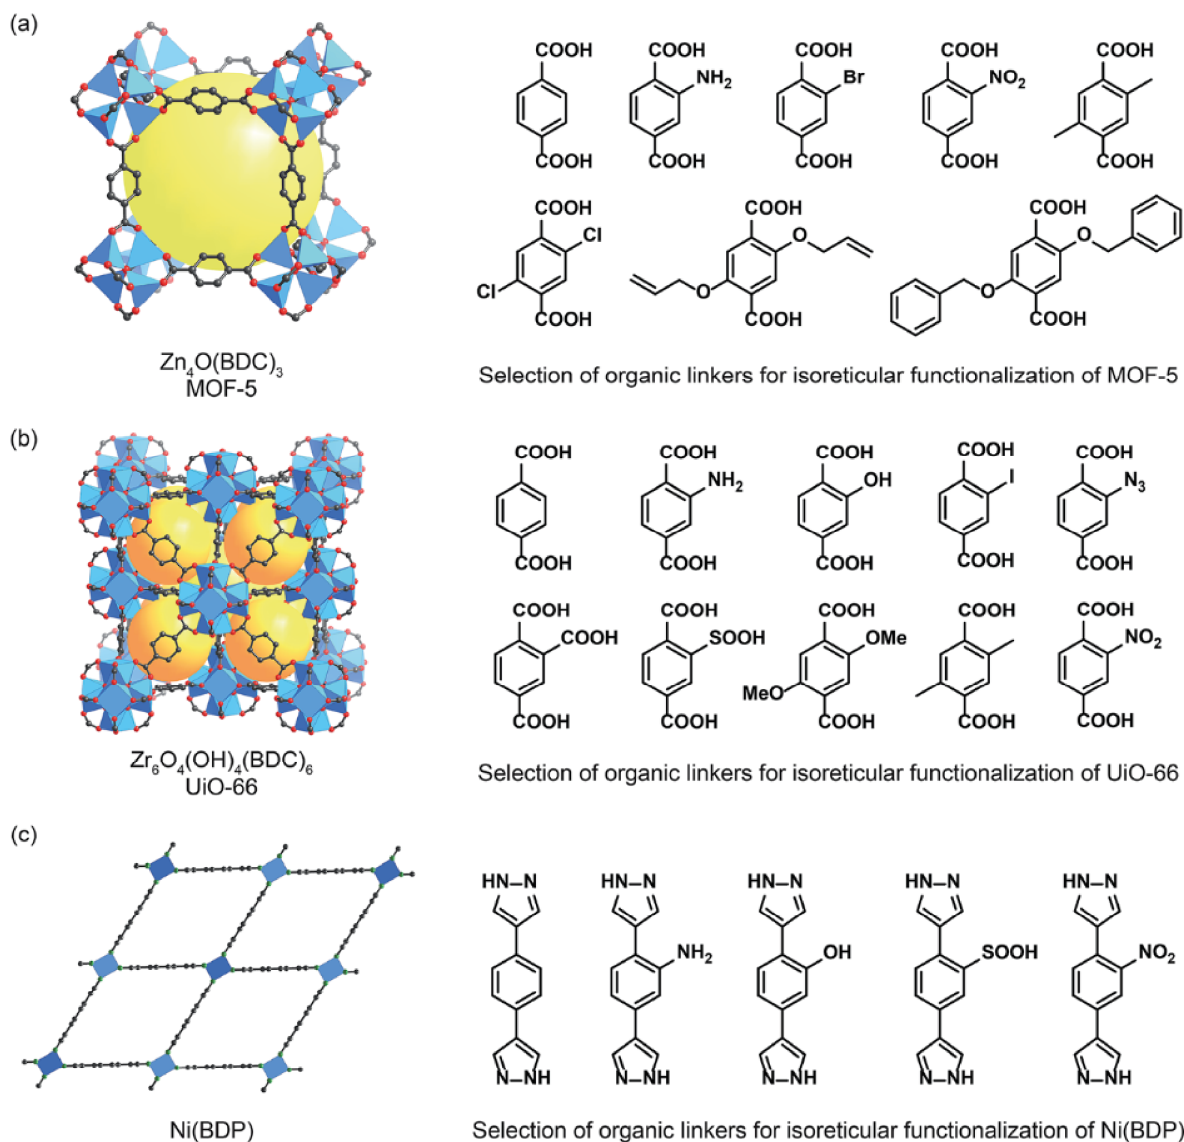 (a)
COOH COOH COOH COOH COOH
NH₂ Br NO₂
COOH COOH COOH COOH COOH
COOH COOH COOH
Cl O O
Cl O O
COOH COOH COOH
Zn₄O(BDC)₃
MOF-5
Selection of organic linkers for isoreticular functionalization of MOF-5
(b)
COOH COOH COOH COOH COOH
NH₂ OH I N₃
COOH COOH COOH COOH COOH
COOH COOH COOH COOH COOH
COOH SOOH OMe NO₂
MeO
COOH COOH COOH COOH COOH
Zr₆O₄(OH)₄(BDC)₆
UiO-66
Selection of organic linkers for isoreticular functionalization of UiO-66
(c)
HN-N HN-N HN-N HN-N HN-N
NH₂ OH SOOH NO₂
N-NH N-NH N-NH N-NH N-NH
Ni(BDP)
Selection of organic linkers for isoreticular functionalization of Ni(BDP)